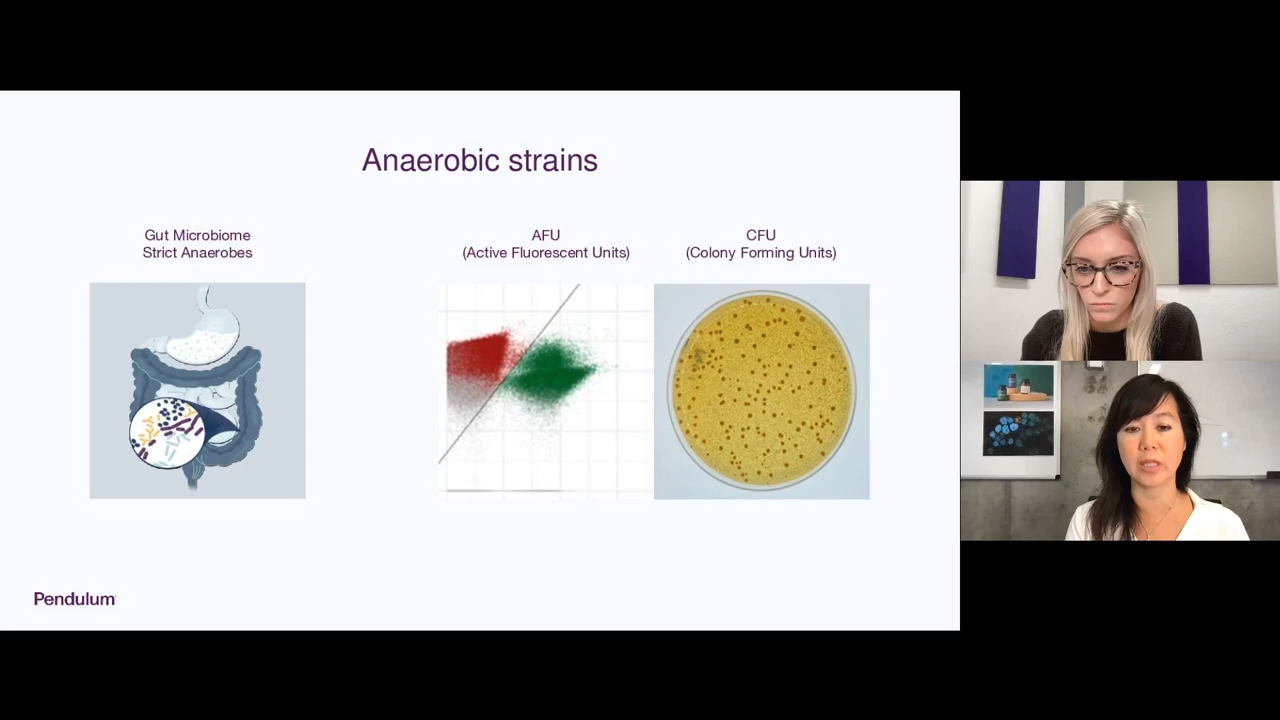 Anaerobic strains
Gut Microbiome
Strict Anaerobes
AFU
(Active Fluorescent Units)
CFU
(Colony Forming Units)
Pendulum